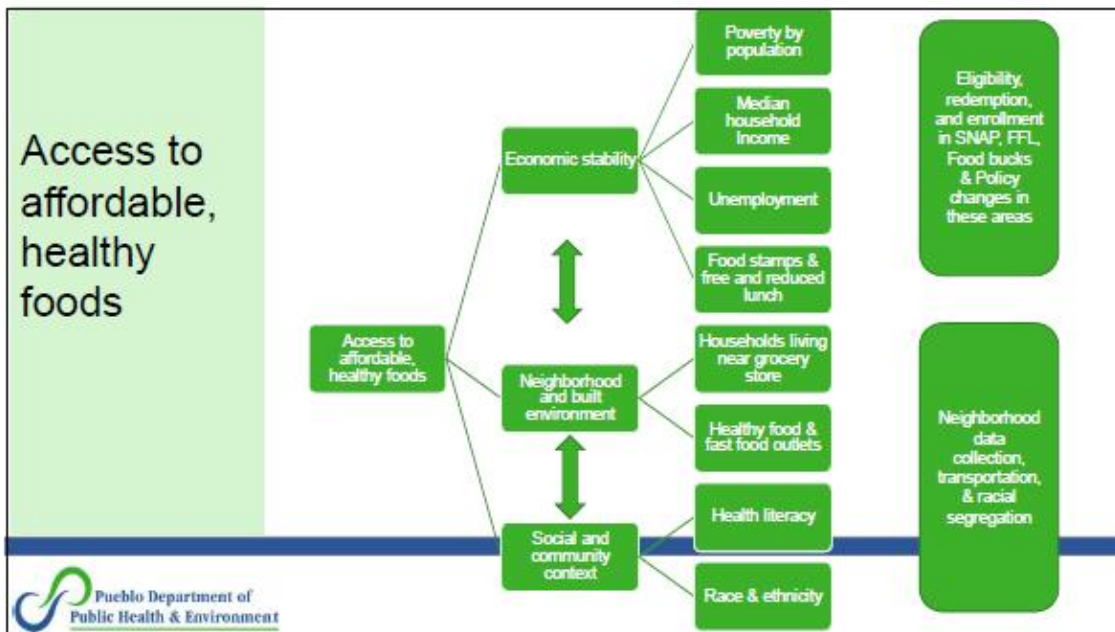 Access to
affordable,
healthy
foods
Access to
affordable,
healthy foods
Economic stability
Neighborhood
and built
environment
Social and
community
context
Poverty by
population
Median
household
Income
Unemployment
Food stamps &
free and reduced
lunch
Households living
near grocery
store
Healthy food &
fast food outlets
Health literacy
Race & ethnicity
Eligibility,
redemption,
and enrollment
in SNAP, FFL,
Food bucks
& Policy
changes in
these areas
Neighborhood
data
collection,
transportation,
& racial
segregation
Pueblo Department of
Public Health & Environment